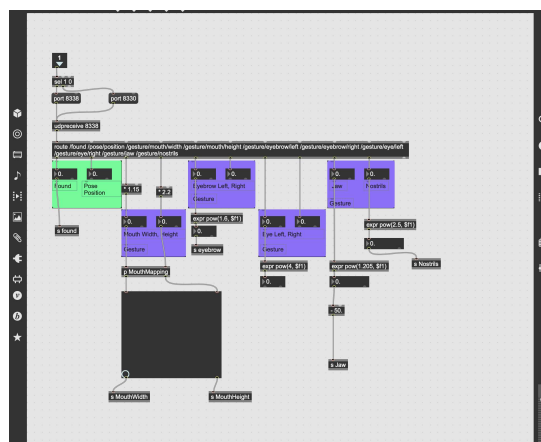 1
sel 1 0
port 8338
port 8330
udpreceive 8338
route /found /pose/position /gesture/mouth/width /gesture/mouth/height /gesture/eyebrow/left /gesture/eyebrow/right /gesture/eye/left
/gesture/eye/right /gesture/jaw /gesture/nostrils
0.
0.
0.
0.
0.
0.
Found
Pose
Position
* 1.15
* 2.2
Eyebrow Left, Right
Gesture
Jaw
Nostrils
Gesture
0.
0.
Mouth Width, Height
Gesture
expr pow(1.6, $f1)
0.
s eyebrow
0.
0.
Eye Left, Right
Gesture
expr pow(2.5, $f1)
0.
s found
s Nostrils
p MouthMapping
expr pow(4, $f1)
0.
expr pow(1.205, $f1)
0.
- 50.
s Jaw
s MouthWidth
s MouthHeight